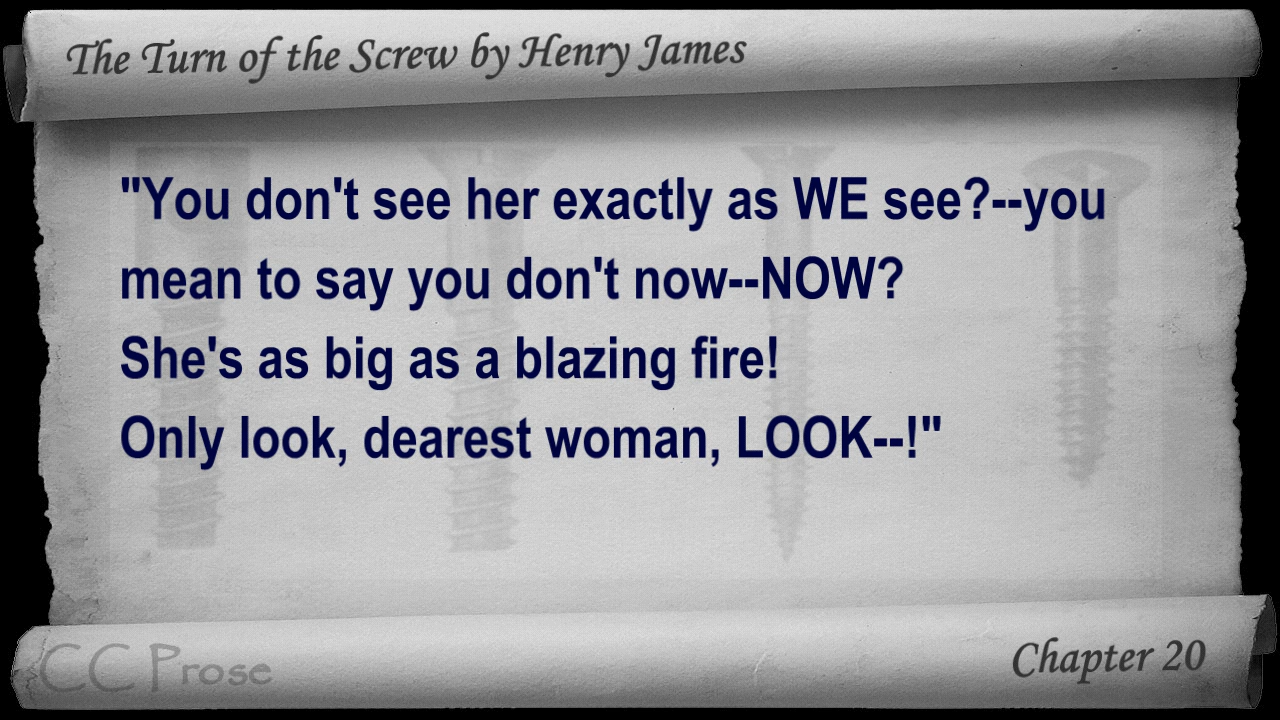 The Turn of the Screw by Henry James
"You don't see her exactly as WE see?--you
mean to say you don't now--NOW?
She's as big as a blazing fire!
Only look, dearest woman, LOOK--!"
CC Prose
Chapter 20